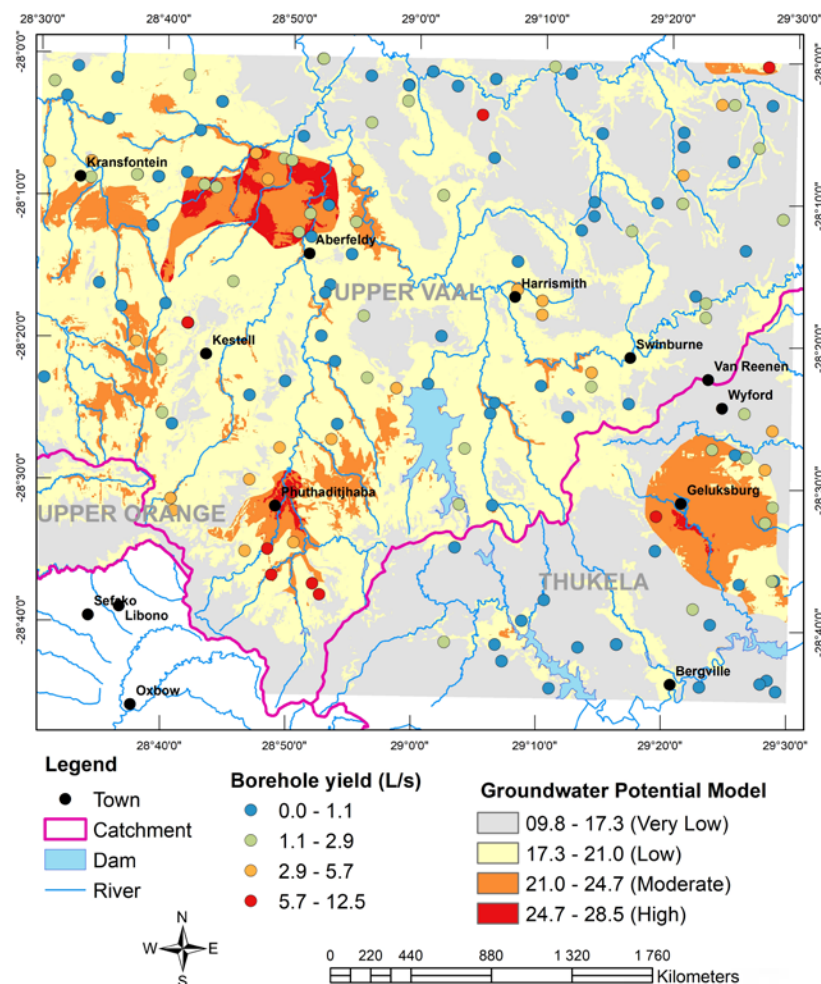 28°40'0"E 28°50'0"E 29°0'0"E 29°10'0"E 29°20'0"E 29°30'0"E
28°0'0"S
28°0'0"S
Kransfontein
28°10'0"S
28°10'0"S
Aberfeldy
UPPER VAAL
Harrismith
28°20'0"S
28°20'0"S
Kestell
Swinburne
Van Reenen
Wyford
28°30'0"S
28°30'0"S
Phuthaditjhaba
Geluksburg
UPPER ORANGE
THUKELA
Sefako
Libono
28°40'0"S
28°40'0"S
Bergville
Oxbow
28°40'0"E 28°50'0"E 29°0'0"E 29°10'0"E 29°20'0"E 29°30'0"E
Legend
Town
Catchment
Dam
River
Borehole yield (L/s)
0.0 - 1.1
1.1 - 2.9
2.9 - 5.7
5.7 - 12.5
Groundwater Potential Model
09.8 - 17.3 (Very Low)
17.3 - 21.0 (Low)
21.0 - 24.7 (Moderate)
24.7 - 28.5 (High)
N
W E
S
0 220 440 880 1320 1760
Kilometers